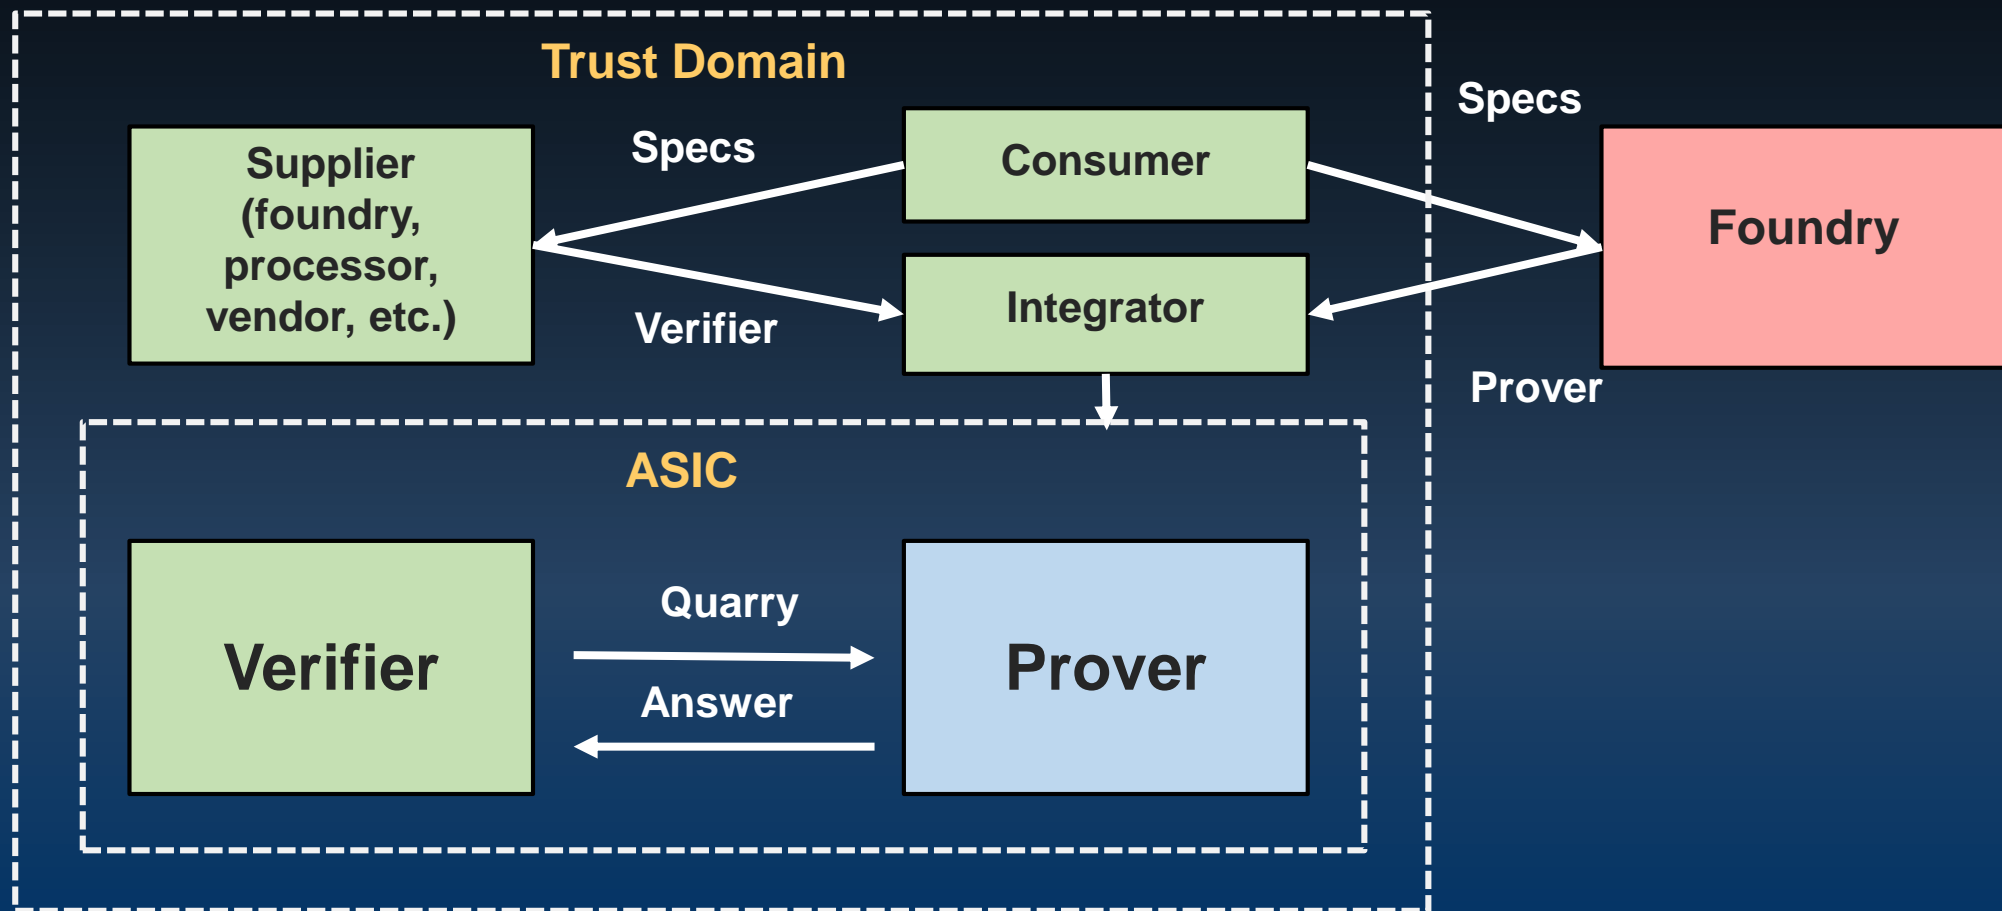 Trust Domain
Specs
Supplier
(foundry,
processor,
vendor, etc.)
Specs
Consumer
Foundry
Verifier
Integrator
Prover
ASIC
Verifier
Quarry
Answer
Prover